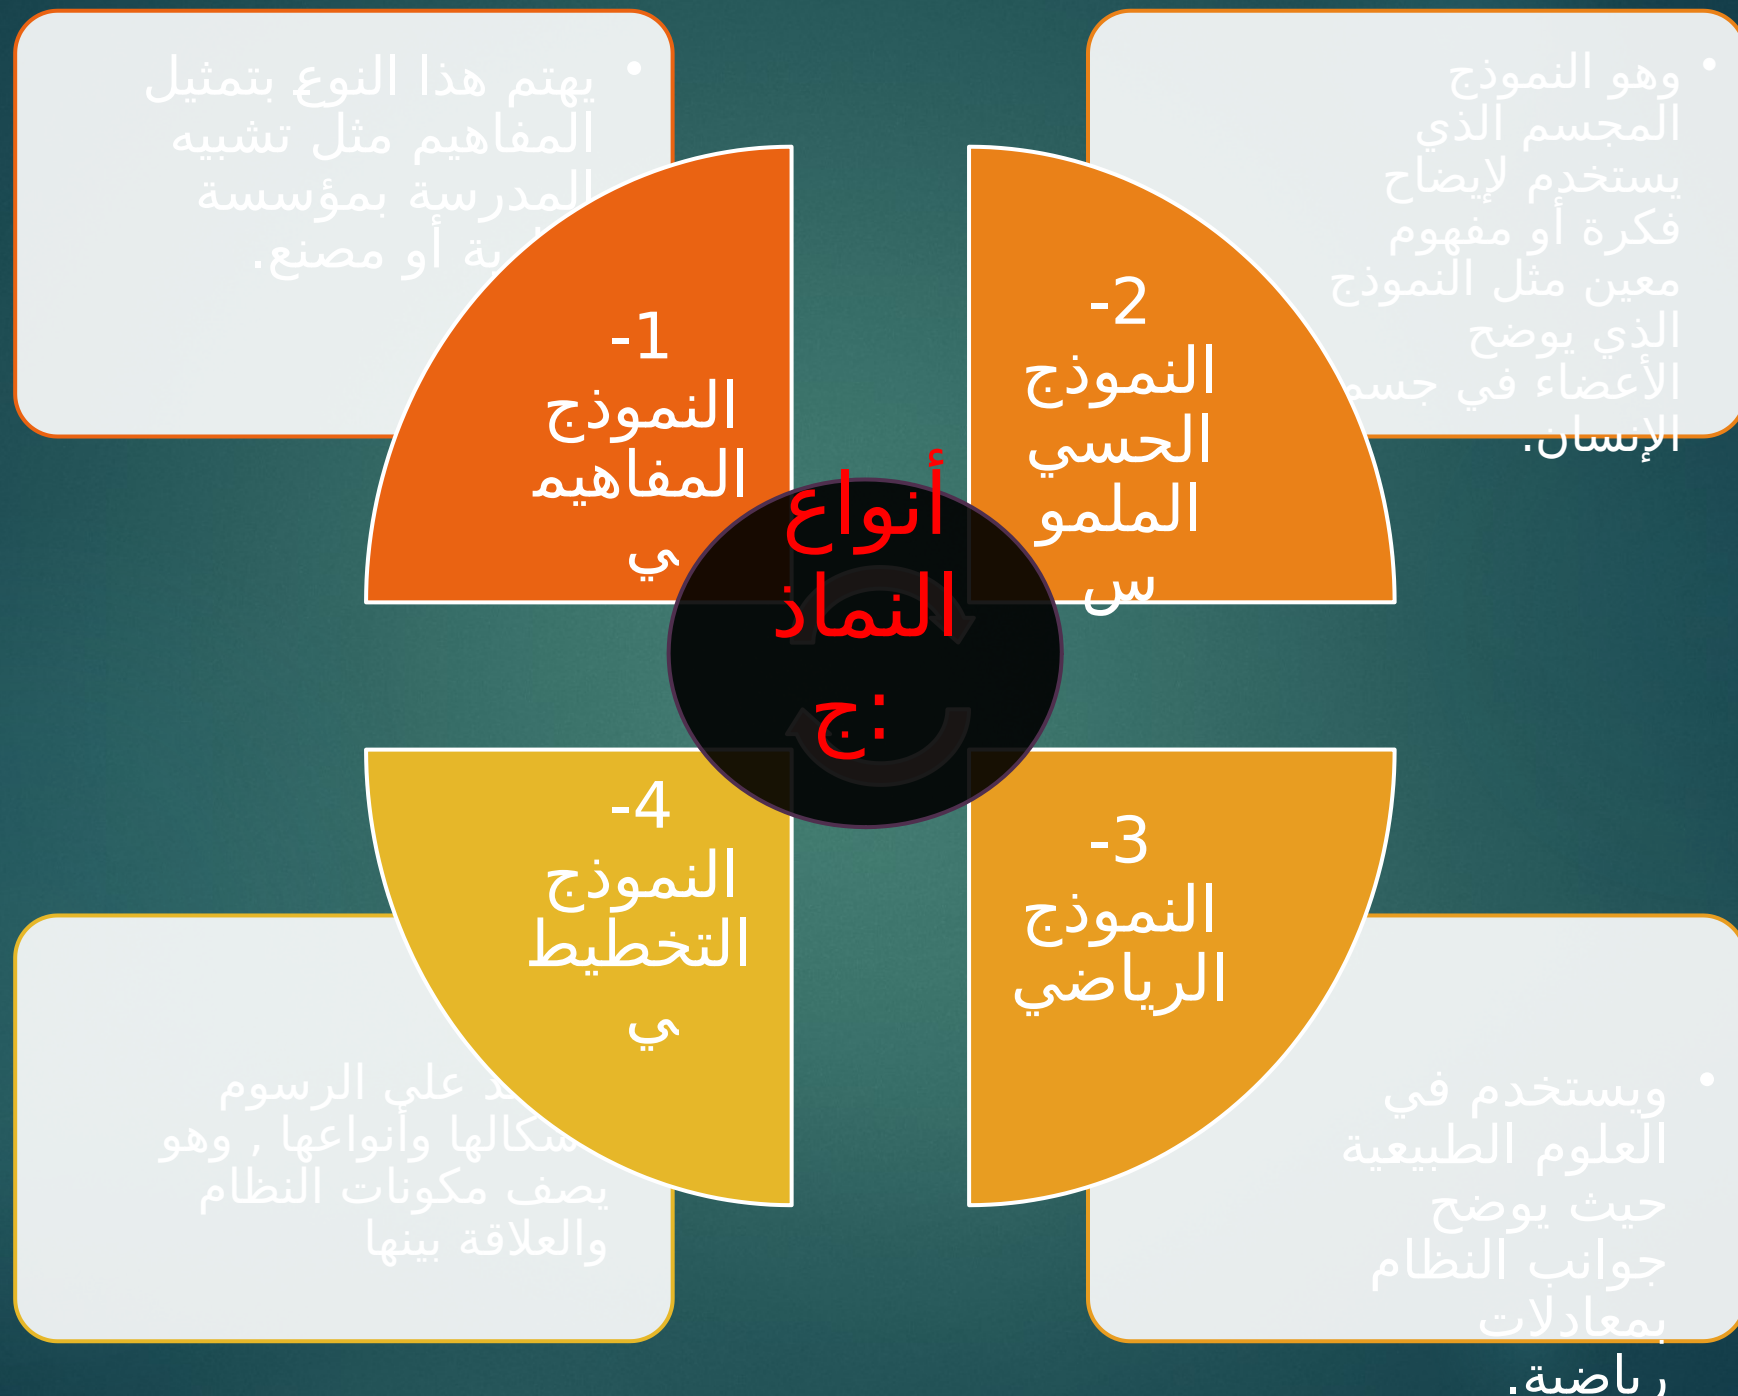 أنواع
النماذ
ج:
1-
النموذج
المفاهيم
ي
• يهتم هذا النوع بتمثيل
المفاهيم مثل تشبيه
المدرسة بمؤسسة
أو مصنع.
2-
النموذج
الحسي
الملمو
س
• وهو النموذج
المجسم الذي
يستخدم لإيضاح
فكرة أو مفهوم
معين مثل النموذج
الذي يوضح
الأعضاء في جسم
الإنسان.
3-
النموذج
الرياضي
• ويستخدم في
العلوم الطبيعية
حيث يوضح
جوانب النظام
بمعادلات
رياضية.
4-
النموذج
التخطيط
ي
على الرسوم
وأنواعها , وهو
يصف مكونات النظام
والعلاقة بينها